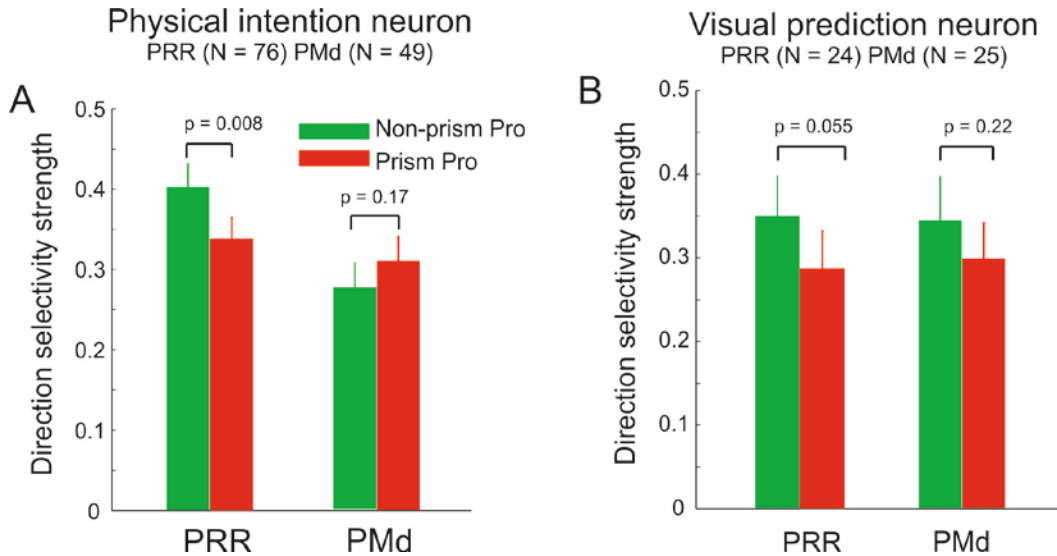 Physical intention neuron
PRR (N = 76) PMd (N = 49)
A
Direction selectivity strength
0.5
0.4
0.3
0.2
0.1
0
p = 0.008
p = 0.17
Non-prism Pro
Prism Pro
PRR
PMd
Visual prediction neuron
PRR (N = 24) PMd (N = 25)
B
Direction selectivity strength
0.5
0.4
0.3
0.2
0.1
0
p = 0.055
p = 0.22
PRR
PMd